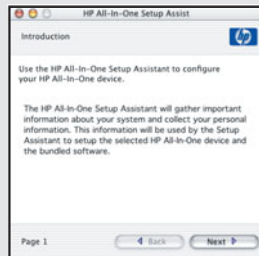 HP All-In-One Setup Assist
Introduction
hp
Use the HP All-In-One Setup Assistant to configure
your HP All-In-One device.
The HP All-In-One Setup Assistant will gather important
information about your system and collect your personal
information. This information will be used by the Setup
Assistant to setup the selected HP All-In-One device and
the bundled software.
Page 1
Back
Next